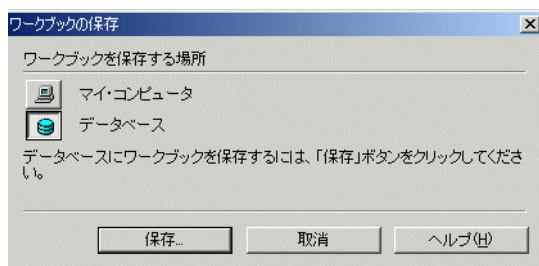 ワークブックの保存
ワークブックを保存する場所
マイ・コンピュータ
データベース
データベースにワークブックを保存するには、「保存」ボタンをクリックしてくださ
い。
保存...
取消
ヘルプ(H)